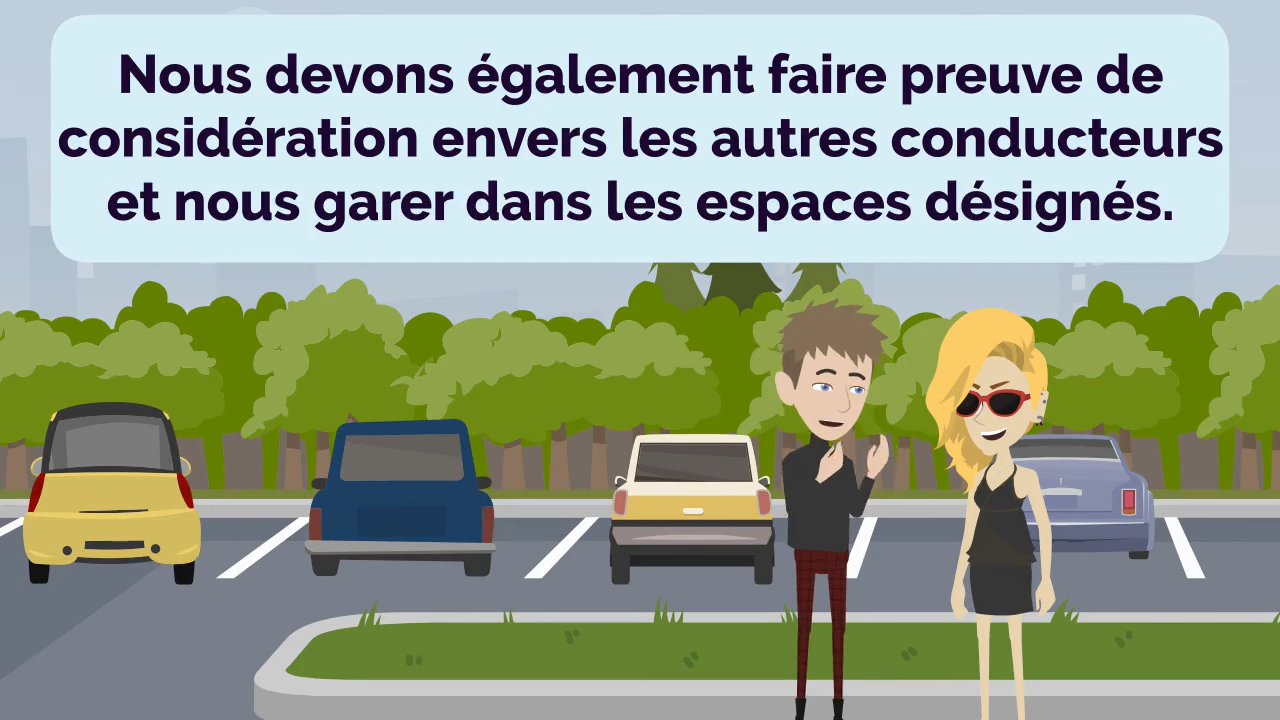 Nous devons également faire preuve de
considération envers les autres conducteurs
et nous garer dans les espaces désignés.